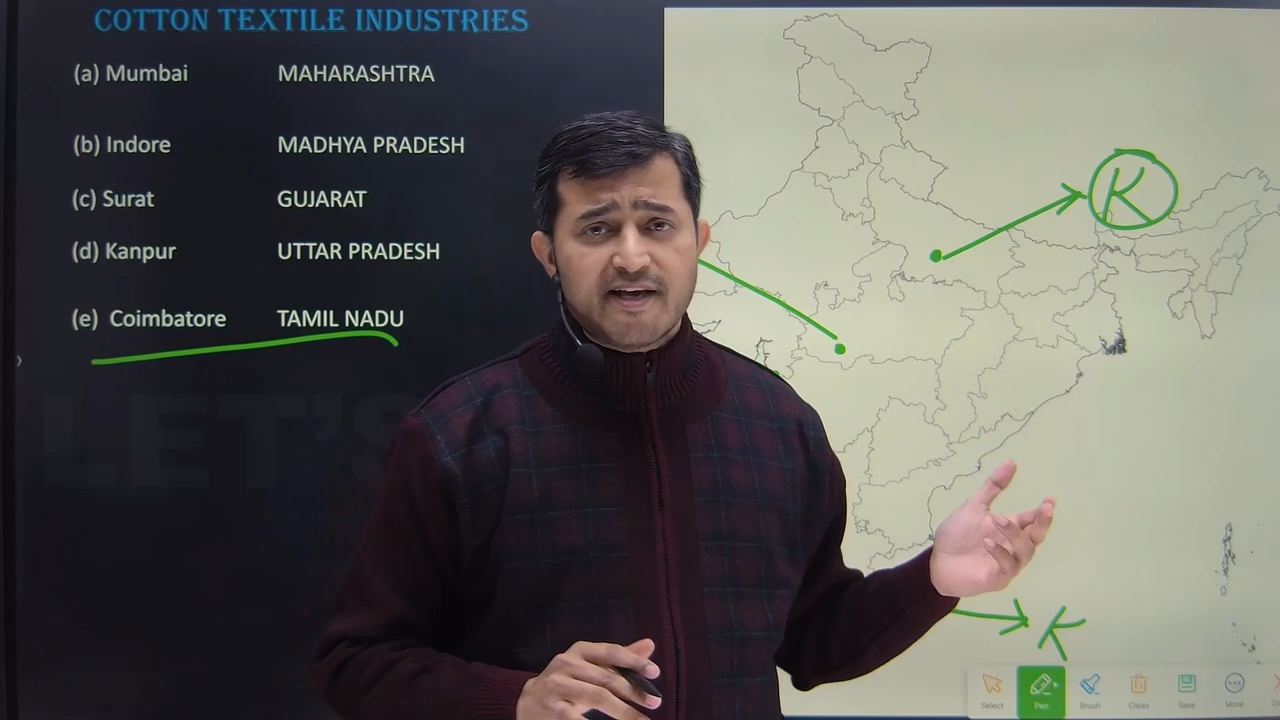 COTTON TEXTILE INDUSTRIES
(a) Mumbai MAHARASHTRA
(b) Indore MADHYA PRADESH
(c) Surat GUJARAT
(d) Kanpur UTTAR PRADESH
(e) Coimbatore TAMIL NADU
LET'S
K
K
Select Pen Brush Clean Save More